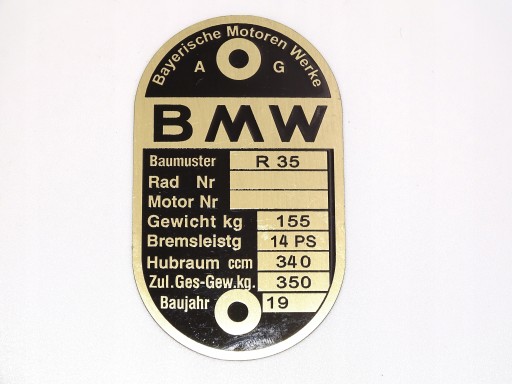 Bayerische Motoren Werke
A G
BMW
Baumuster R 35
Rad Nr
Motor Nr
Gewicht kg 155
Bremsleistg 14 PS
Hubraum ccm 340
Zul.Ges-Gew.kg. 350
Baujahr 19